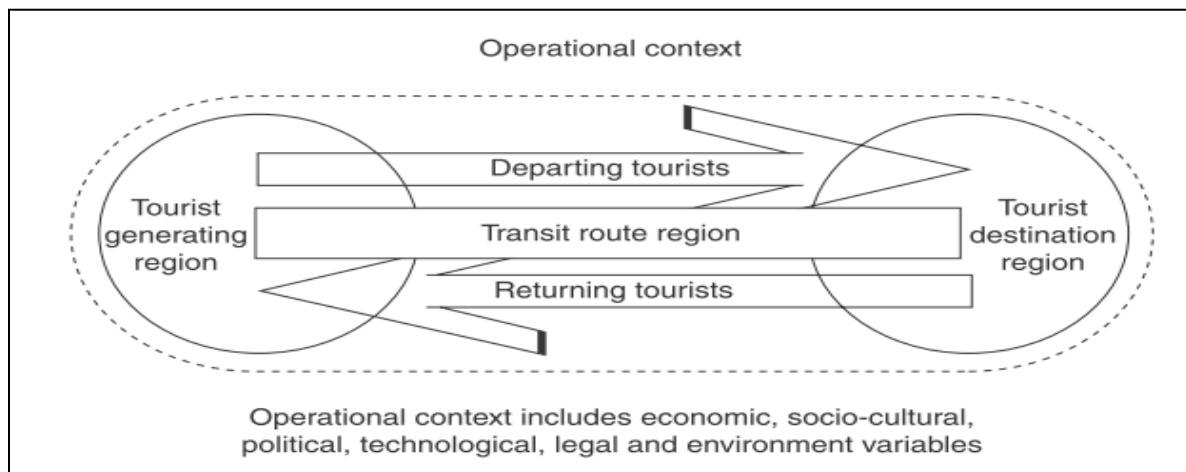 Operational context
Departing tourists
Tourist
generating
region
Transit route region
Tourist
destination
region
Returning tourists
Operational context includes economic, socio-cultural,
political, technological, legal and environment variables